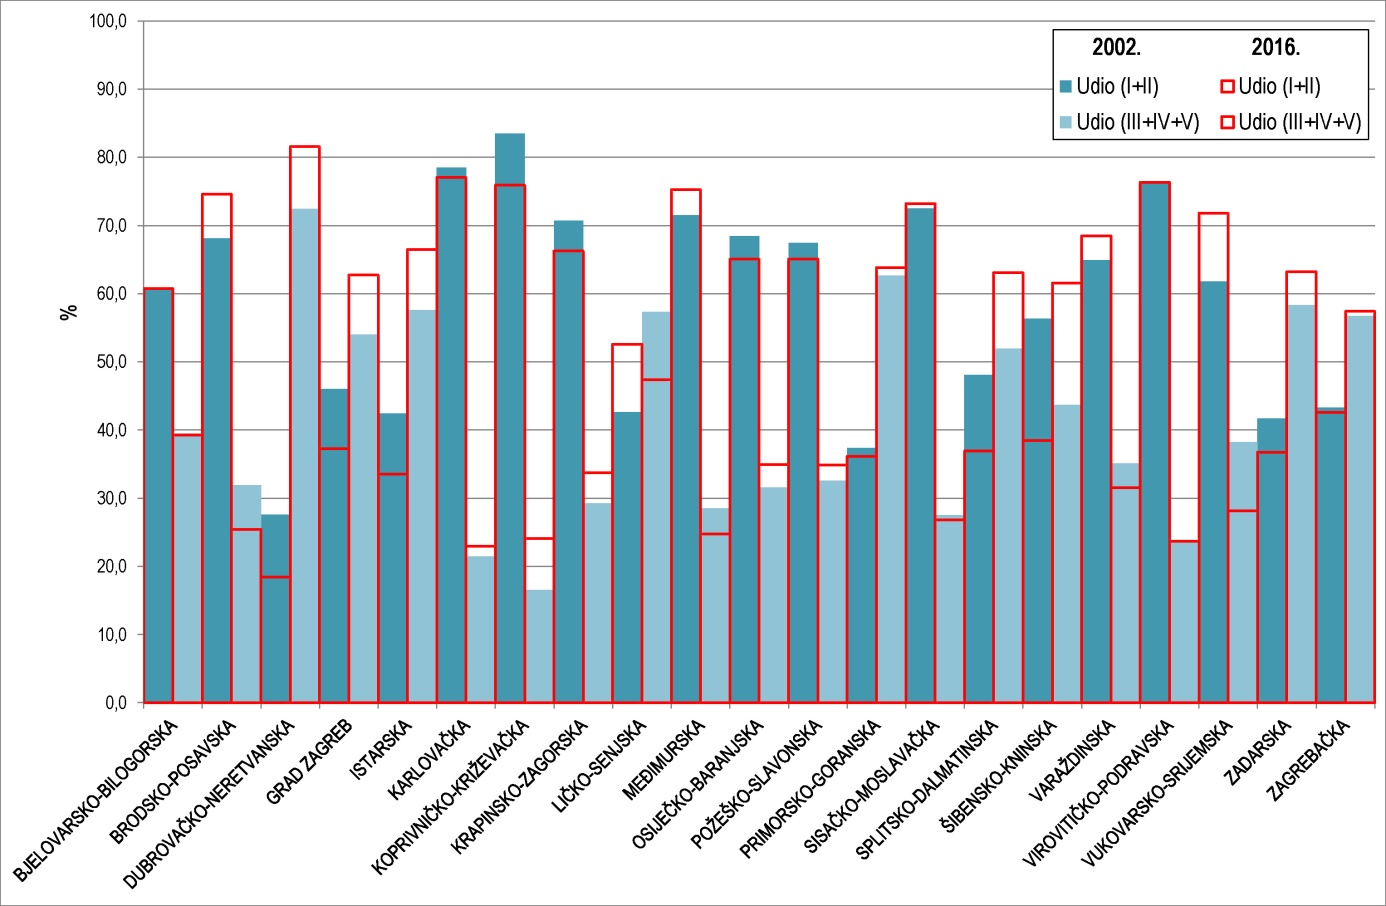 100,0
90,0
80,0
70,0
60,0
50,0
40,0
30,0
20,0
10,0
0,0
%
2002. 2016.
Udio (I+II) Udio (I+II)
Udio (III+IV+V) Udio (III+IV+V)
BJELOVARSKO-BILOGORSKA
BRODSKO-POSAVSKA
DUBROVAČKO-NERETVANSKA
GRAD ZAGREB
ISTARSKA
KARLOVAČKA
KOPRIVNIČKO-KRIŽEVAČKA
KRAPINSKO-ZAGORSKA
LIČKO-SENJSKA
MEĐIMURSKA
OSIJEČKO-BARANJSKA
POŽEŠKO-SLAVONSKA
PRIMORSKO-GORANSKA
SISAČKO-MOSLAVAČKA
SPLITSKO-DALMATINSKA
ŠIBENSKO-KNINSKA
VARAŽDINSKA
VIROVITIČKO-PODRAVSKA
VUKOVARSKO-SRIJEMSKA
ZADARSKA
ZAGREBAČKA